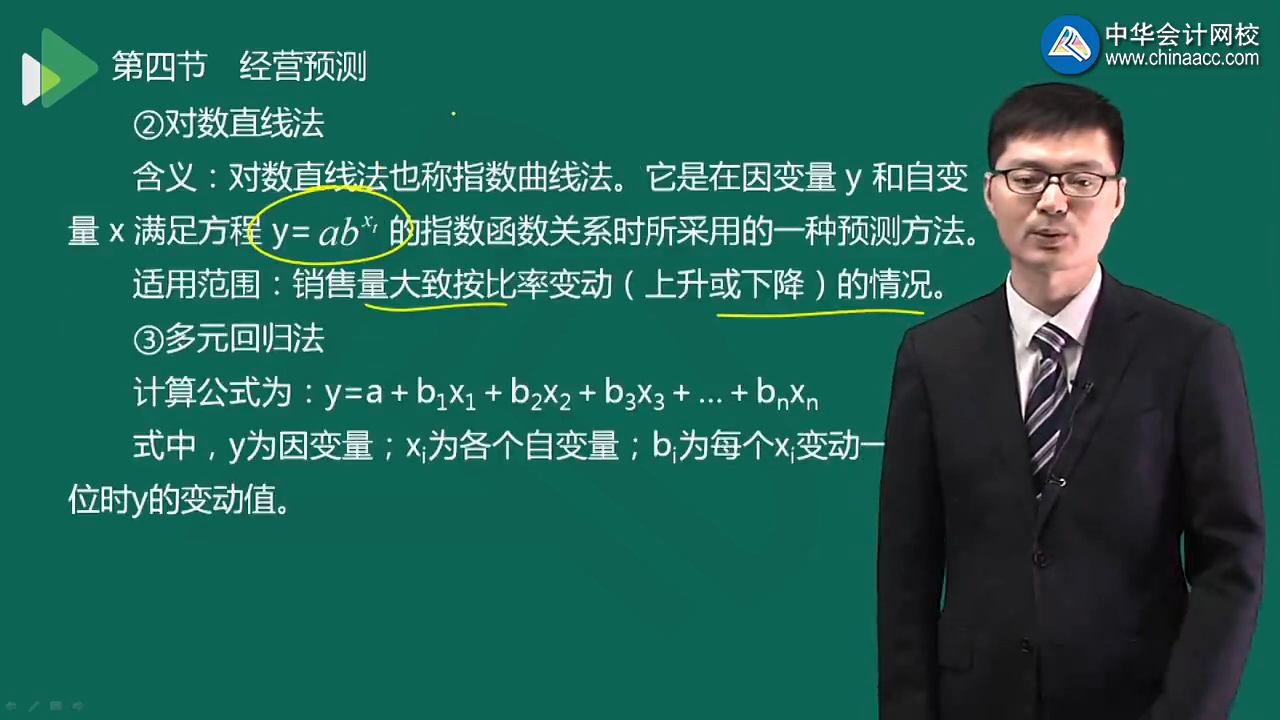 中华会计网校
www.chinaacc.com
第四节 经营预测
②对数直线法
含义：对数直线法也称指数曲线法。它是在因变量 y 和自变
量 x 满足方程 y=ab^{x_t} 的指数函数关系时所采用的一种预测方法。
适用范围：销售量大致按比率变动（上升或下降）的情况。
③多元回归法
计算公式为：y=a＋b₁x₁＋b₂x₂＋b₃x₃＋…＋bₙxₙ
式中，y为因变量；xᵢ为各个自变量；bᵢ为每个xᵢ变动一
位时y的变动值。